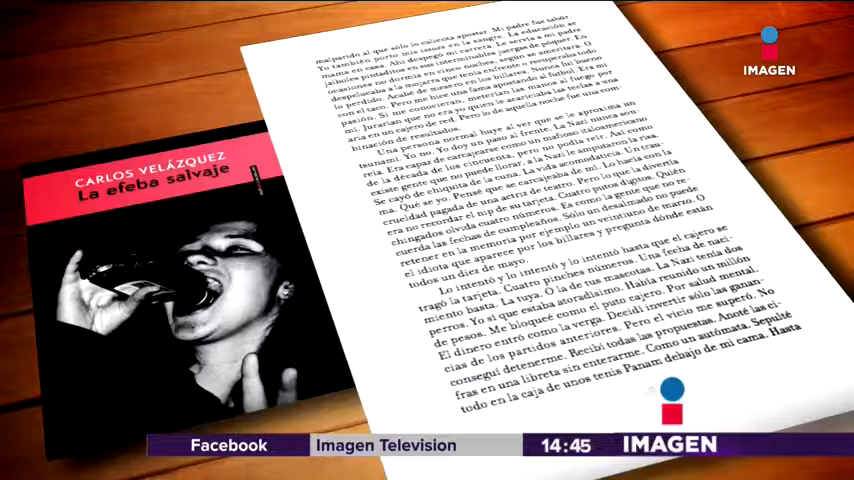 IMAGEN
malparido al que sólo lo calienta apostar. Mi padre fue tahúr.
Yo también porto mis issues en la sangre. La educación se
mama en casa. Ahí despegó mi carrera. Le servía a mi padre
jaiboles pintaditos en sus interminables juergas de póquer. En
ocasiones no dormía en cinco noches, según se ameritara. O
desplucaba a la mojarra que tenía enfrente o recuperaba todo
lo perdido. Acabé de mesero en los billares. Nunca fui bueno
con el taco. Pero me hice una fama apostando al futbol. Era mi
pasión. Si me conocieran, meterían las manos al fuego por
mí. Jurarían que no era yo quien le acariciaba las teclas a una
aria en un cajero de red. Pero lo de aquella noche fue una com-
binación de resultados.
Una persona normal huye al ver que se le aproxima un
tsunami. Yo no. Yo doy un paso al frente. La Nazi nunca son-
reía. Era capaz de carcajearse como un mafioso italoamericano
de la década de los cincuenta, pero no podía reír. Así como
existe gente que no puede llorar, a la Nazi le amputaron la risa.
Se cayó de chiquita de la cuna. La vida acomodaticia. Un trau-
ma. Qué se yo. Pensé que se carcajeaba de mí. Lo hacía con la
crueldad pagada de una actriz de teatro. Pero lo que la divertía
era no recordar el nip de su tarjeta. Cuatro putos dígitos. Quién
chingados olvida cuatro números. Es como la gente que no re-
cuerda las fechas de cumpleaños. Sólo un desalmado no puede
retener en la memoria por ejemplo un veintiuno de marzo. O
el idiota que aparece por los billares y pregunta dónde están
todos un diez de mayo.
Lo intentó y lo intentó y lo intentó hasta que el cajero se
tragó la tarjeta. Cuatro pinches números. Una fecha de naci-
miento basta. La tuya. O la de tus mascotas. La Nazi tenía dos
perros. Yo sí que estaba atoradísimo. Había reunido un millón
de pesos. Me bloqueé como el puto cajero. Por salud mental.
El dinero entró como la verga. Decidí invertir sólo las ganan-
cias de los partidos anteriores. Pero el vicio me superó. No
conseguí detenerme. Recibí todas las propuestas. Anoté las ci-
fras en una libreta sin enterarme. Como un autómata. Sepulté
todo en la caja de unos tenis Panam debajo de mi cama. Hasta
CARLOS VELÁZQUEZ
La efeba salvaje
Facebook
Imagen Television
14:45
IMAGEN